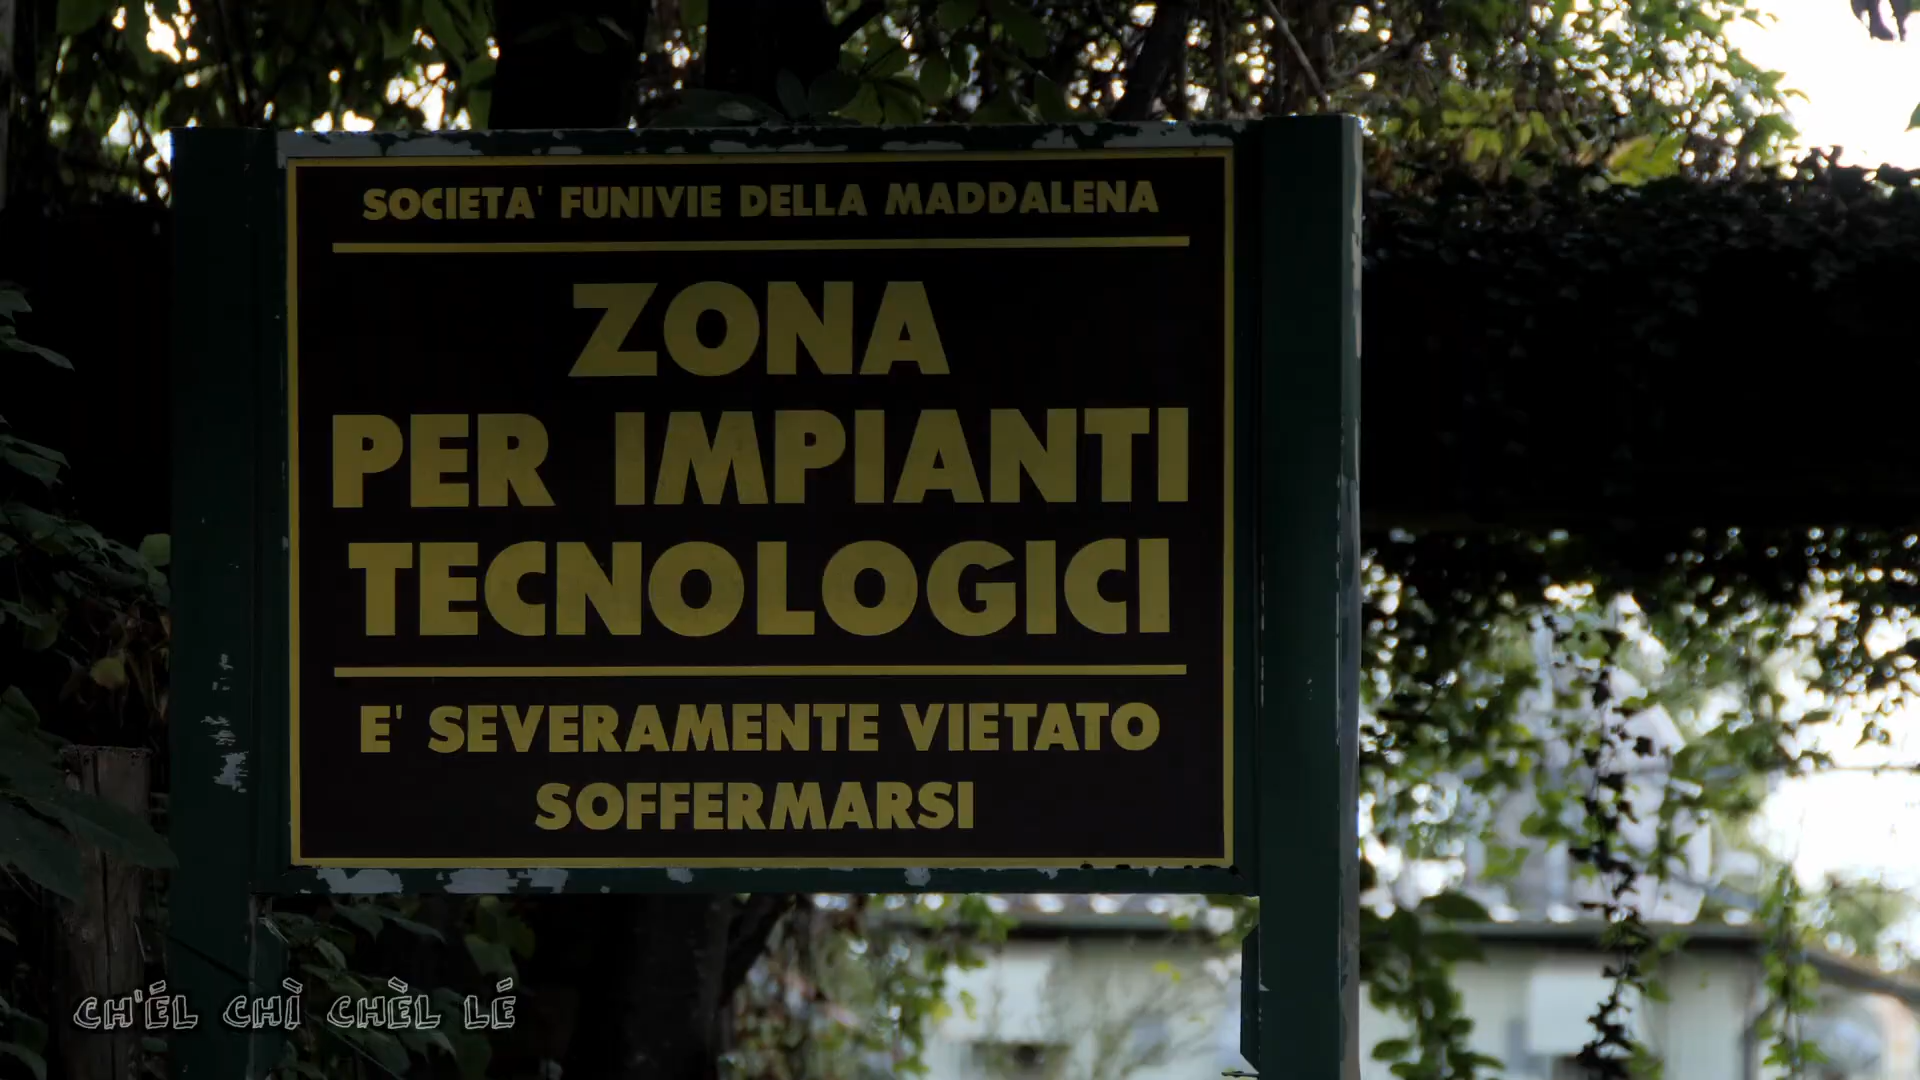 SOCIETA' FUNIVIE DELLA MADDALENA
ZONA
PER IMPIANTI
TECNOLOGICI
E' SEVERAMENTE VIETATO
SOFFERMARSI
CH'ÉL CHÌ CHÈL LÉ